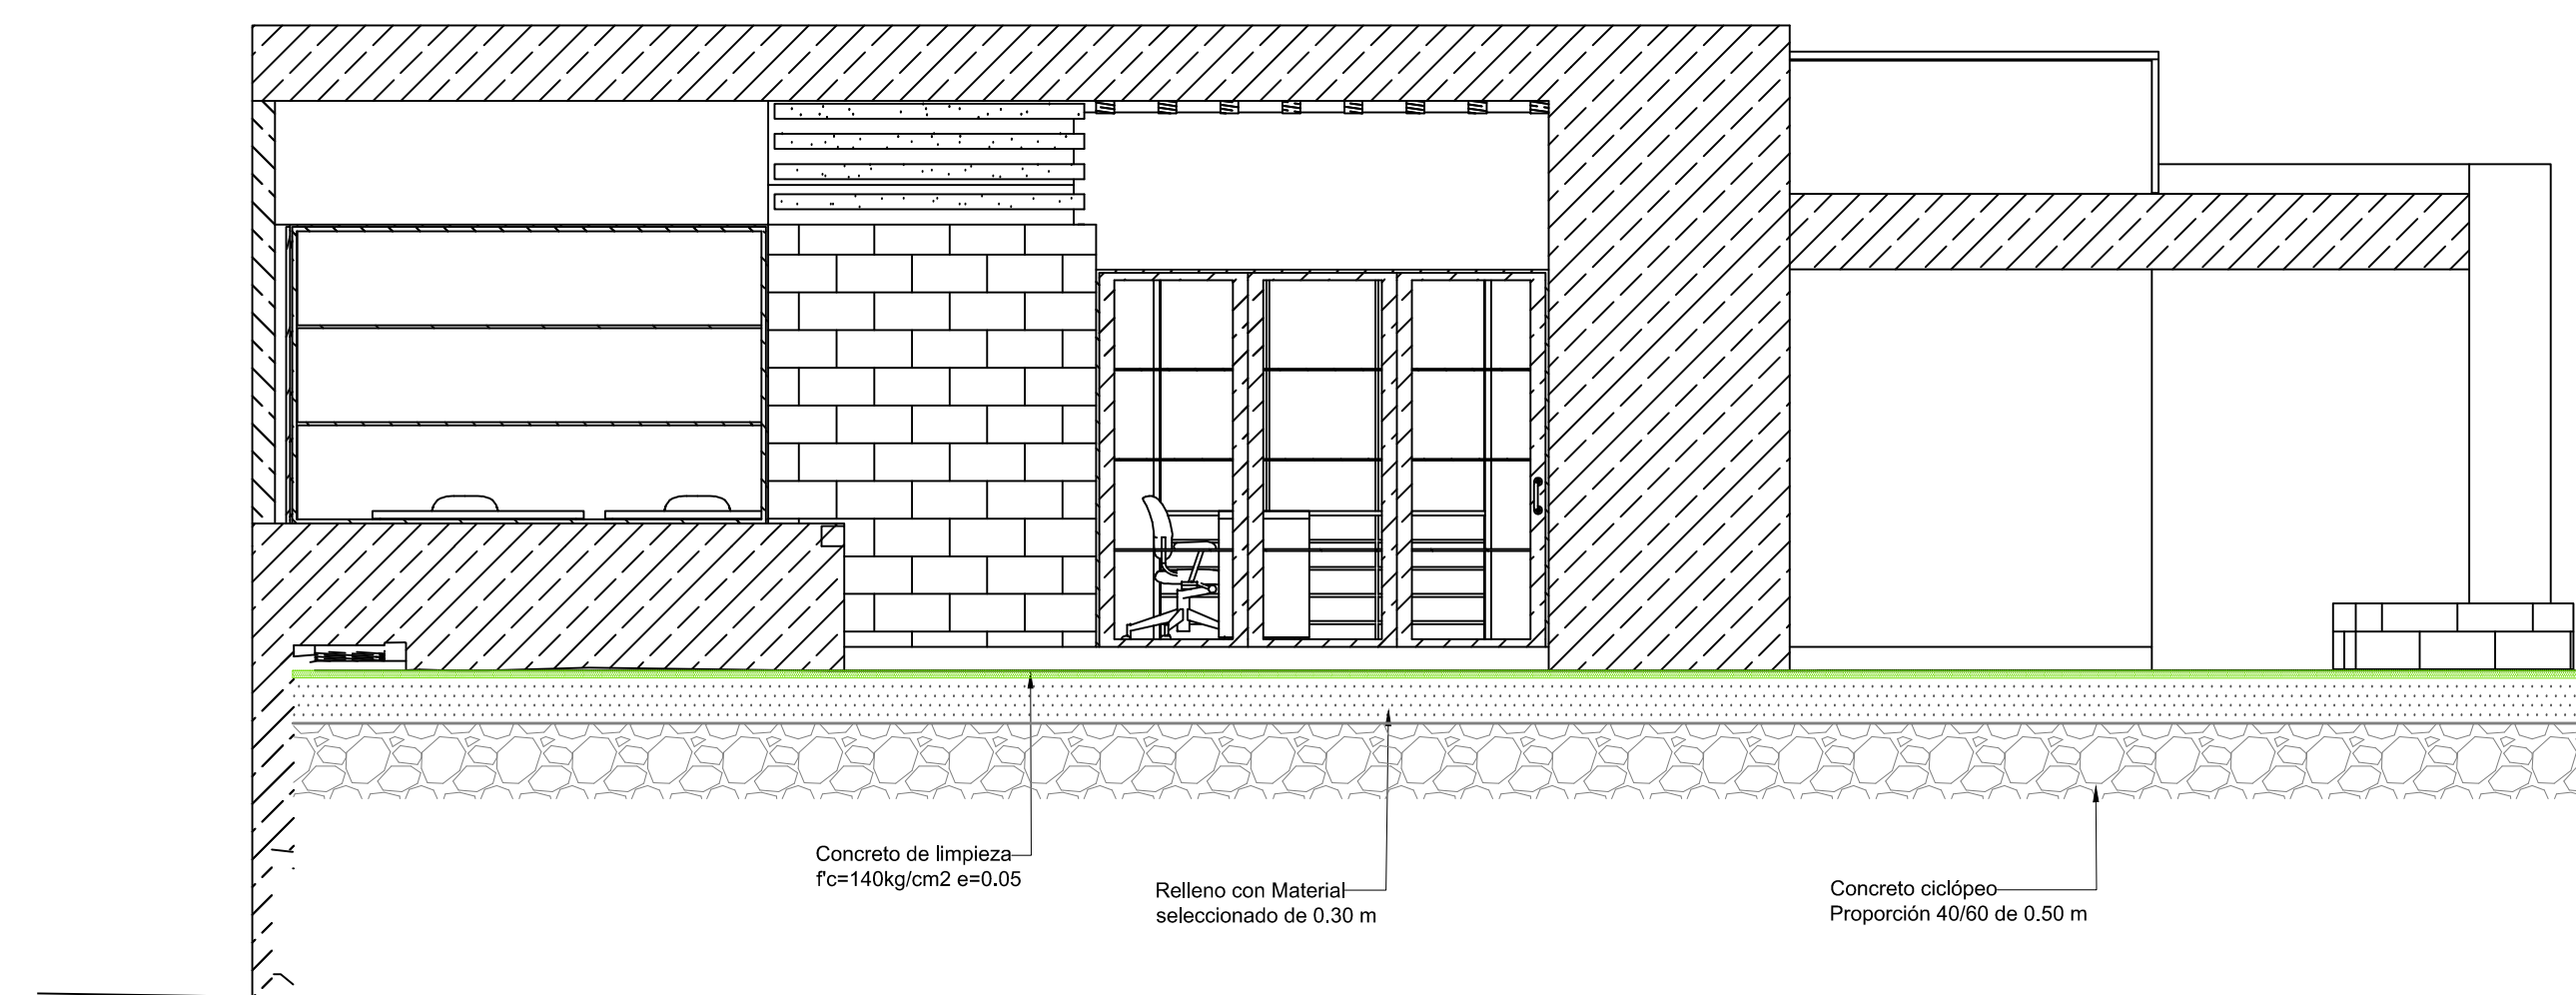 Concreto de limpieza
f'c=140kg/cm2 e=0.05
Relleno con Material
seleccionado de 0.30 m
Concreto ciclópeo
Proporción 40/60 de 0.50 m